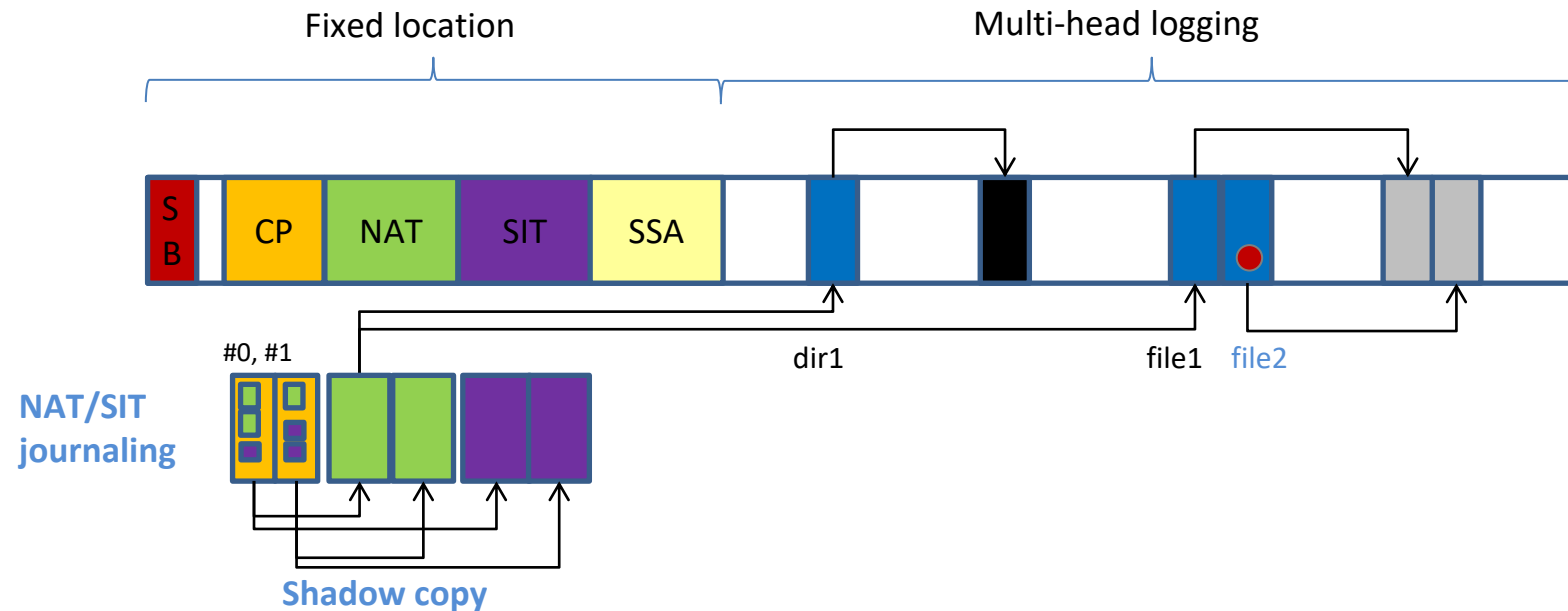 Fixed location
Multi-head logging
S
B
CP
NAT
SIT
SSA
#0, #1
dir1
file1
file2
NAT/SIT
journaling
Shadow copy